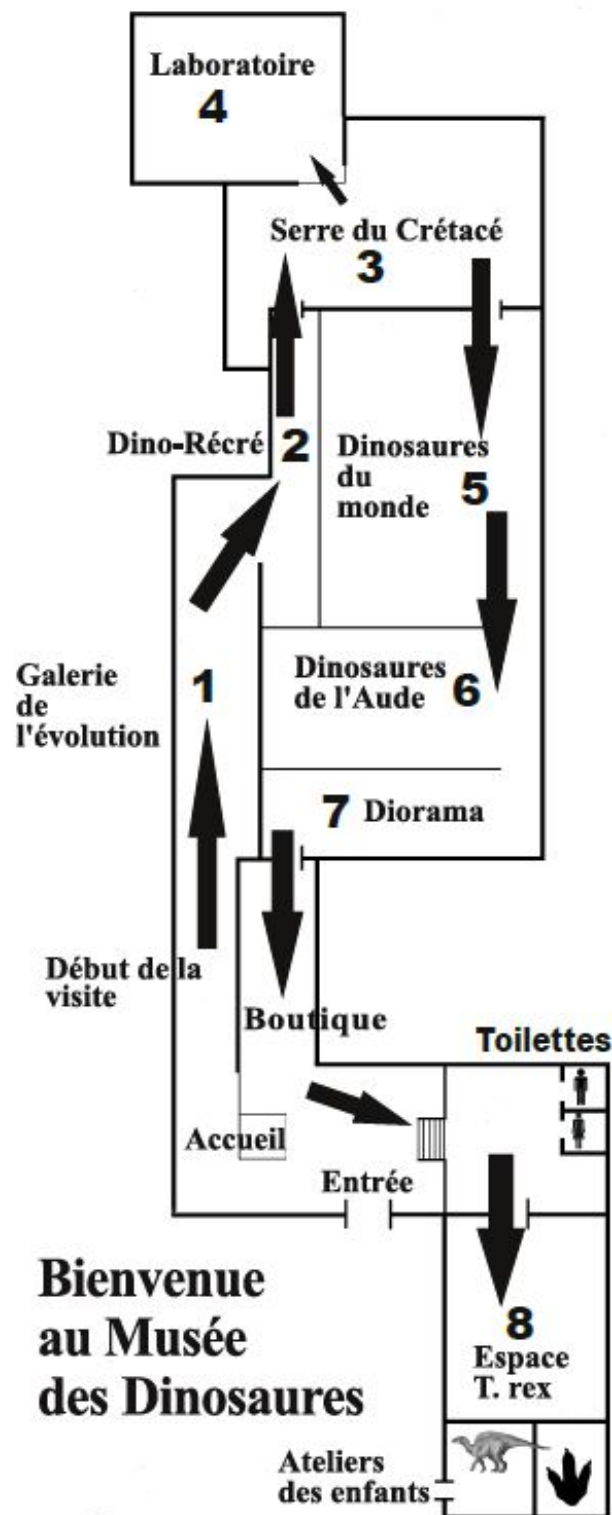 Laboratoire
4
Serre du Crétacé
3
Dino-Récré 2
Dinosaures
du
monde
5
Galerie
de
l'évolution
1
Dinosaures
de l'Aude
6
7 Diorama
Début de la
visite
Boutique
Toilettes
Accueil
Entrée
Bienvenue
au Musée
des Dinosaures
8
Espace
T. rex
Ateliers
des enfants